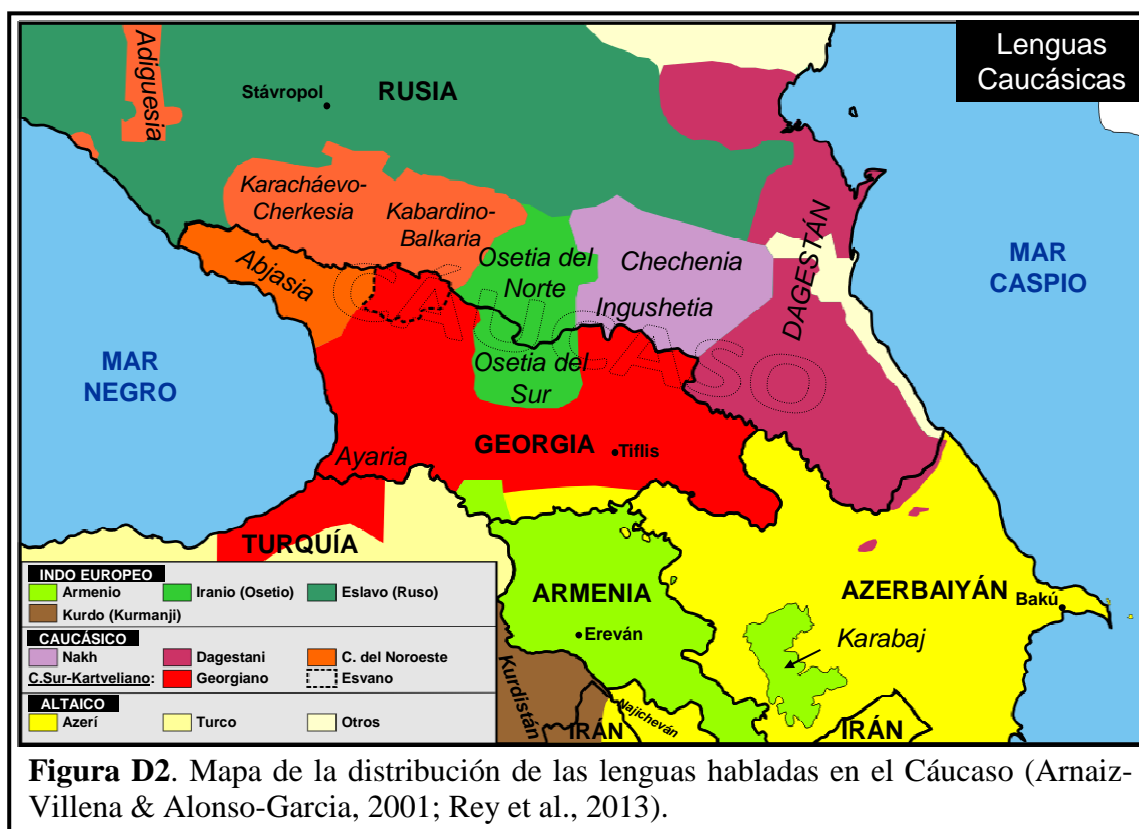 Lenguas
Caucásicas
Adiguesia
Stávropol
RUSIA
Karacháevo-
Cherkesia
Kabardino-
Balkaria
Abjasia
Osetia del
Norte
Chechenia
Ingushetia
DAGESTÁN
MAR
CASPIO
CÁUCASO
Osetia del
Sur
MAR
NEGRO
GEORGIA
Tiflis
Ayaria
TURQUÍA
ARMENIA
Ereván
AZERBAIYÁN
Bakú
Karabaj
Kurdistán
IRÁN
Najicheván
IRÁN
INDO EUROPEO
Armenio Iranio (Osetio) Eslavo (Ruso)
Kurdo (Kurmanji)
CAUCÁSICO
Nakh Dagestani C. del Noroeste
C.Sur-Kartveliano: Georgiano Esvano
ALTAICO
Azerí Turco Otros
Figura D2. Mapa de la distribución de las lenguas habladas en el Cáucaso (Arnaiz-
Villena & Alonso-Garcia, 2001; Rey et al., 2013).